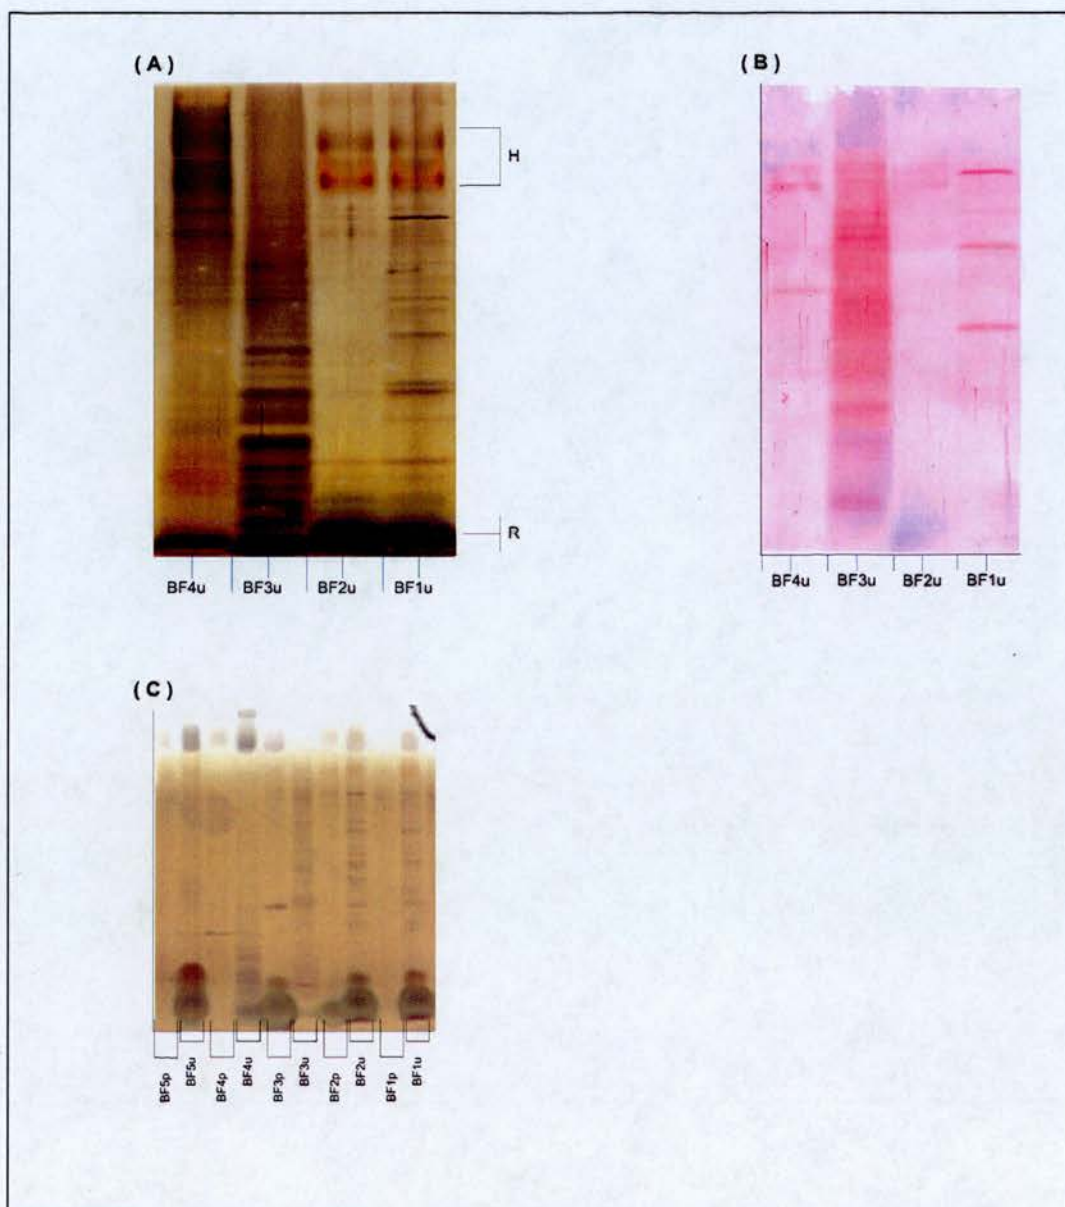 (A)
(B)
H
R
BF4u BF3u BF2u BF1u
BF4u BF3u BF2u BF1u
(C)
BF5p BF5u BF4p BF4u BF3p BF3u BF2p BF2u BF1p BF1u